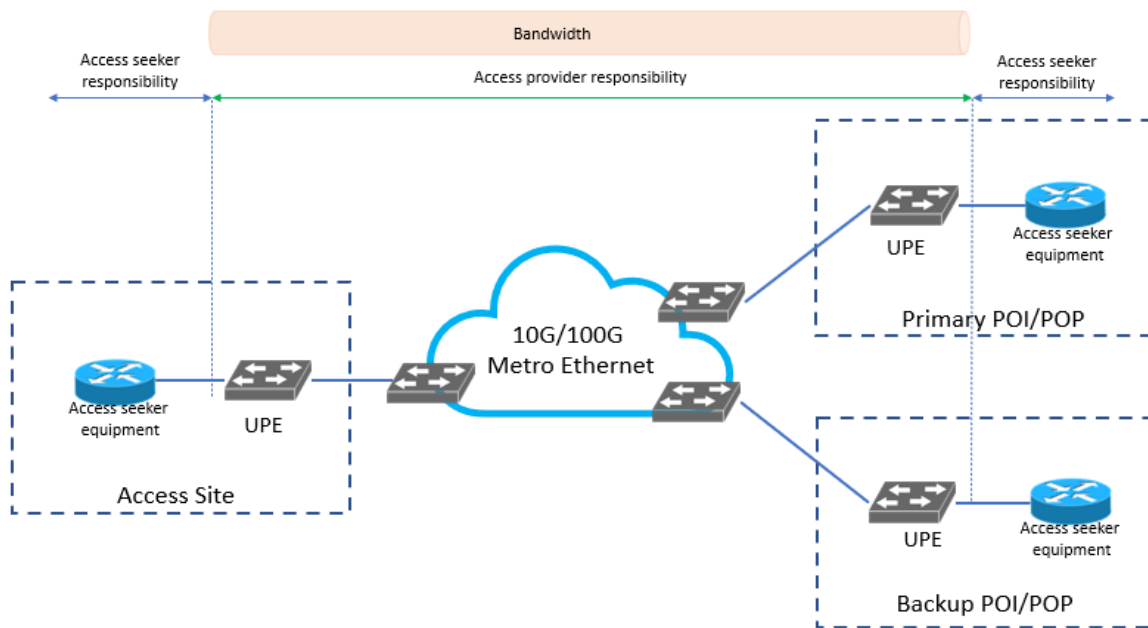 Bandwidth
Access seeker
responsibility
Access provider responsibility
Access seeker
responsibility
UPE
Access seeker
equipment
Primary POI/POP
10G/100G
Metro Ethernet
Access seeker
equipment
UPE
Access Site
UPE
Access seeker
equipment
Backup POI/POP